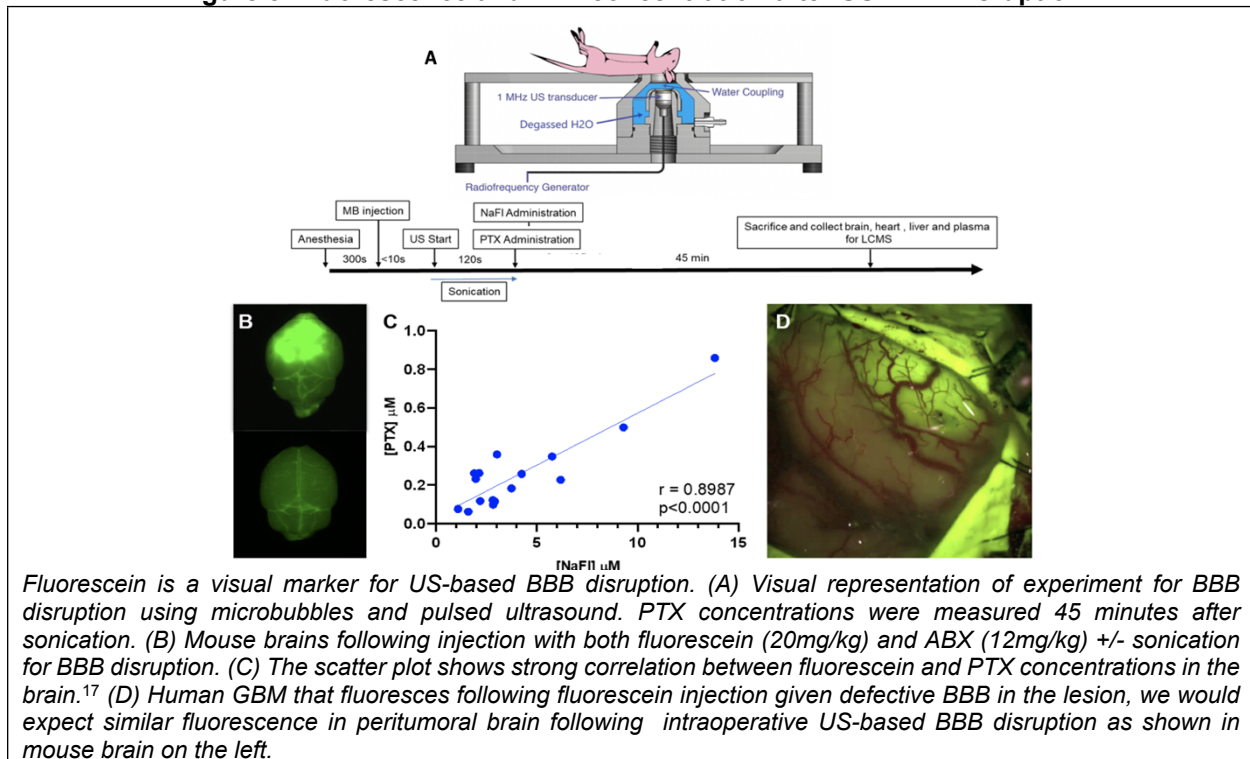 A
1 MHz US transducer
Water Coupling
Degassed H2O
Radiofrequency Generator
MB injection
NaFl Administration
Anesthesia
US Start
PTX Administration
Sacrifice and collect brain, heart , liver and plasma
for LCMS
300s
<10s
120s
45 min
Sonication
B
C
D
1.0
0.8
0.6
0.4
0.2
0.0
[PTX] μM
r = 0.8987
p<0.0001
0
5
10
15
[NaFl] μM
Fluorescein is a visual marker for US-based BBB disruption. (A) Visual representation of experiment for BBB
disruption using microbubbles and pulsed ultrasound. PTX concentrations were measured 45 minutes after
sonication. (B) Mouse brains following injection with both fluorescein (20mg/kg) and ABX (12mg/kg) +/- sonication
for BBB disruption. (C) The scatter plot shows strong correlation between fluorescein and PTX concentrations in the
brain.17 (D) Human GBM that fluoresces following fluorescein injection given defective BBB in the lesion, we would
expect similar fluorescence in peritumoral brain following intraoperative US-based BBB disruption as shown in
mouse brain on the left.